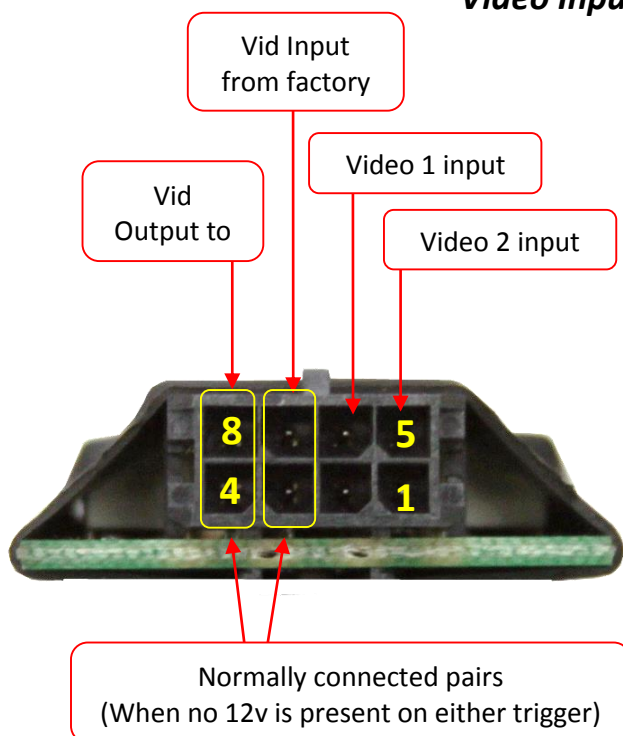 Video Inpu
Vid Input
from factory
Video 1 input
Vid
Output to
Video 2 input
8
5
4
1
Normally connected pairs
(When no 12v is present on either trigger)